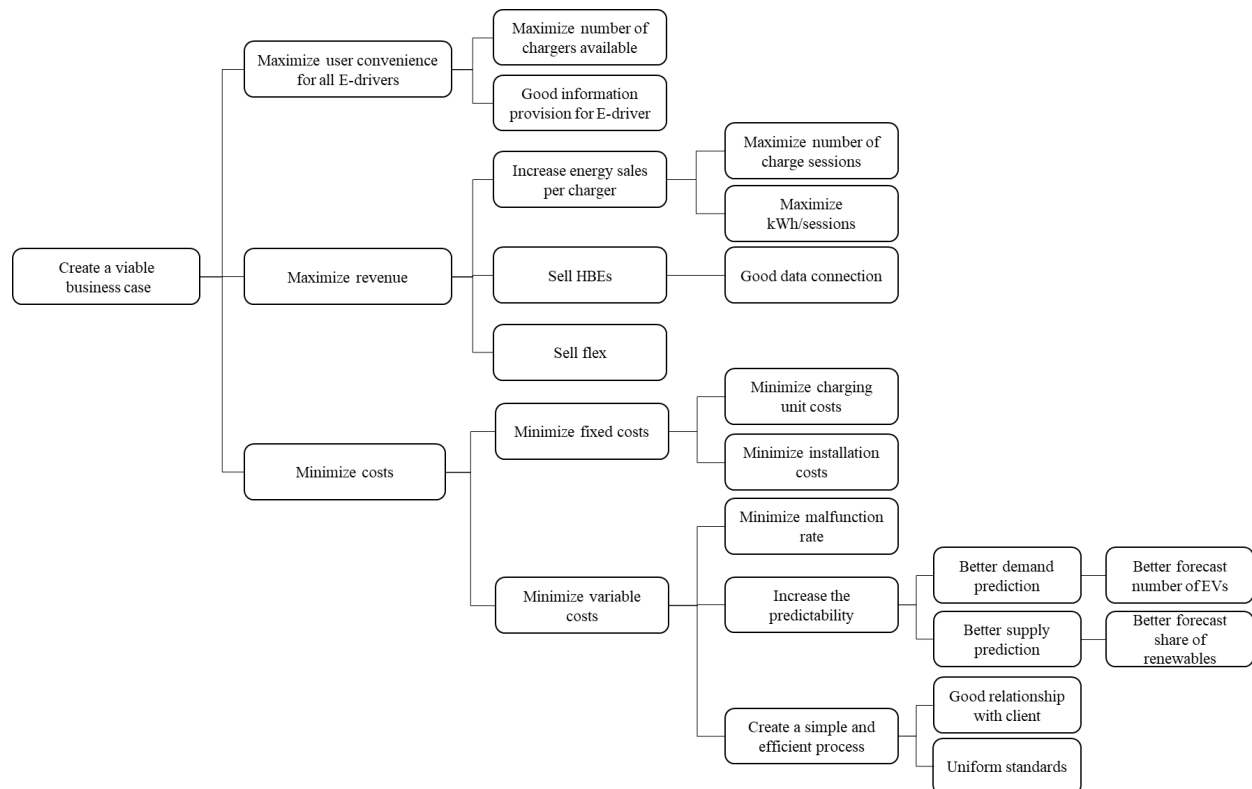 Maximize number of
chargers available
Maximize user convenience
for all E-drivers
Good information
provision for E-driver
Maximize number of
charge sessions
Increase energy sales
per charger
Maximize
kWh/sessions
Create a viable
business case
Maximize revenue
Sell HBEs
Good data connection
Sell flex
Minimize charging
unit costs
Minimize fixed costs
Minimize costs
Minimize installation
costs
Minimize malfunction
rate
Better demand
prediction
Better forecast
number of EVs
Minimize variable
costs
Increase the
predictability
Better supply
prediction
Better forecast
share of
renewables
Good relationship
with client
Create a simple and
efficient process
Uniform standards